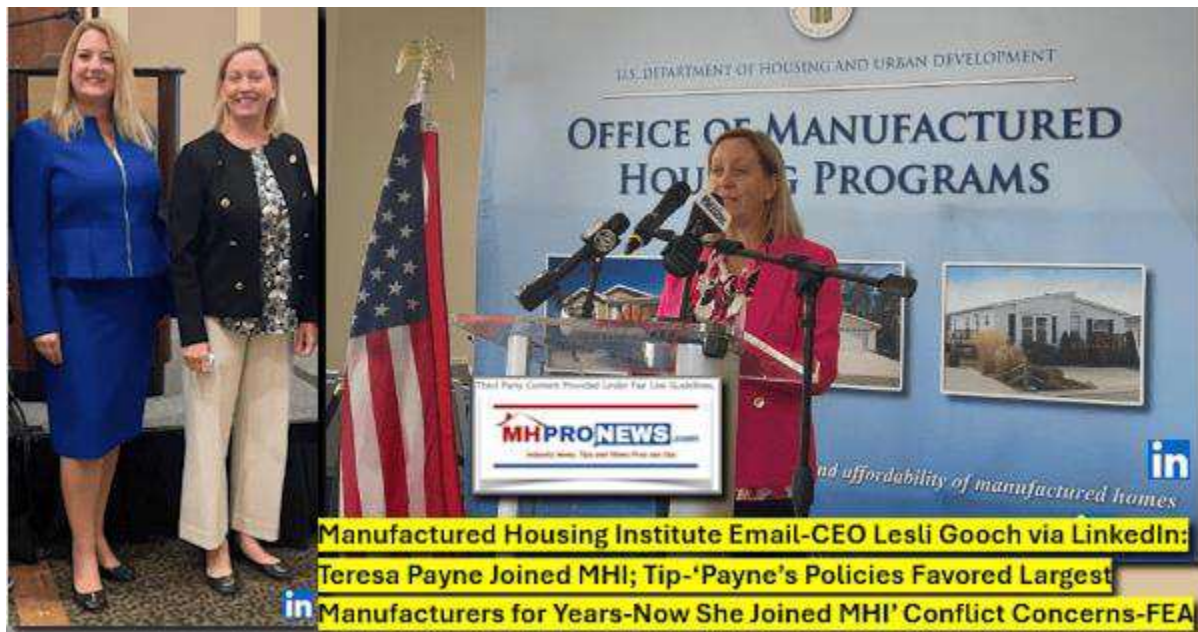 U.S. DEPARTMENT OF HOUSING AND URBAN DEVELOPMENT
OFFICE OF MANUFACTURED
HOU G PROGRAMS
Third Party Content Provided Under Fair Use Guidelines.
MHPRONEWS.com
Industry News, Tips and Views Pros can Use
nd affordability of manufactured homes
in
in
Manufactured Housing Institute Email-CEO Lesli Gooch via LinkedIn:
Teresa Payne Joined MHI; Tip-‘Payne’s Policies Favored Largest
Manufacturers for Years-Now She Joined MHI’ Conflict Concerns-FEA